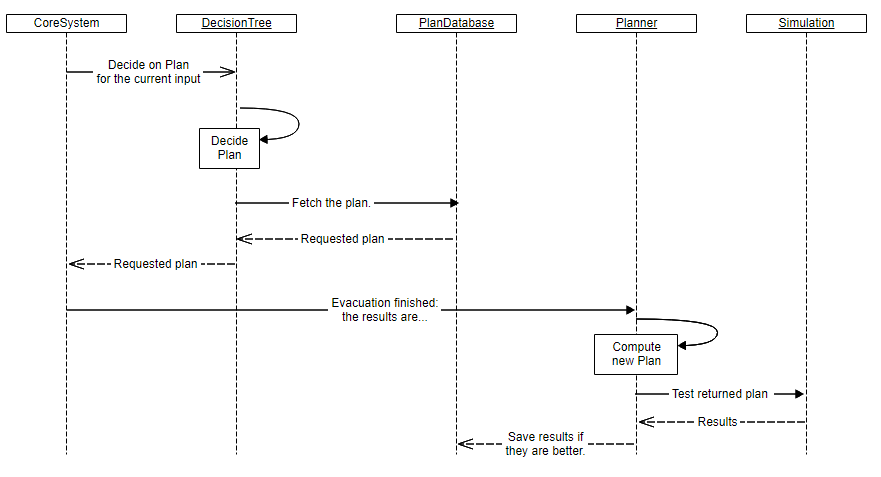 CoreSystem
DecisionTree
PlanDatabase
Planner
Simulation
Decide on Plan
for the current input
Decide
Plan
Fetch the plan.
Requested plan
Requested plan
Evacuation finished:
the results are...
Compute
new Plan
Test returned plan
Results
Save results if
they are better.